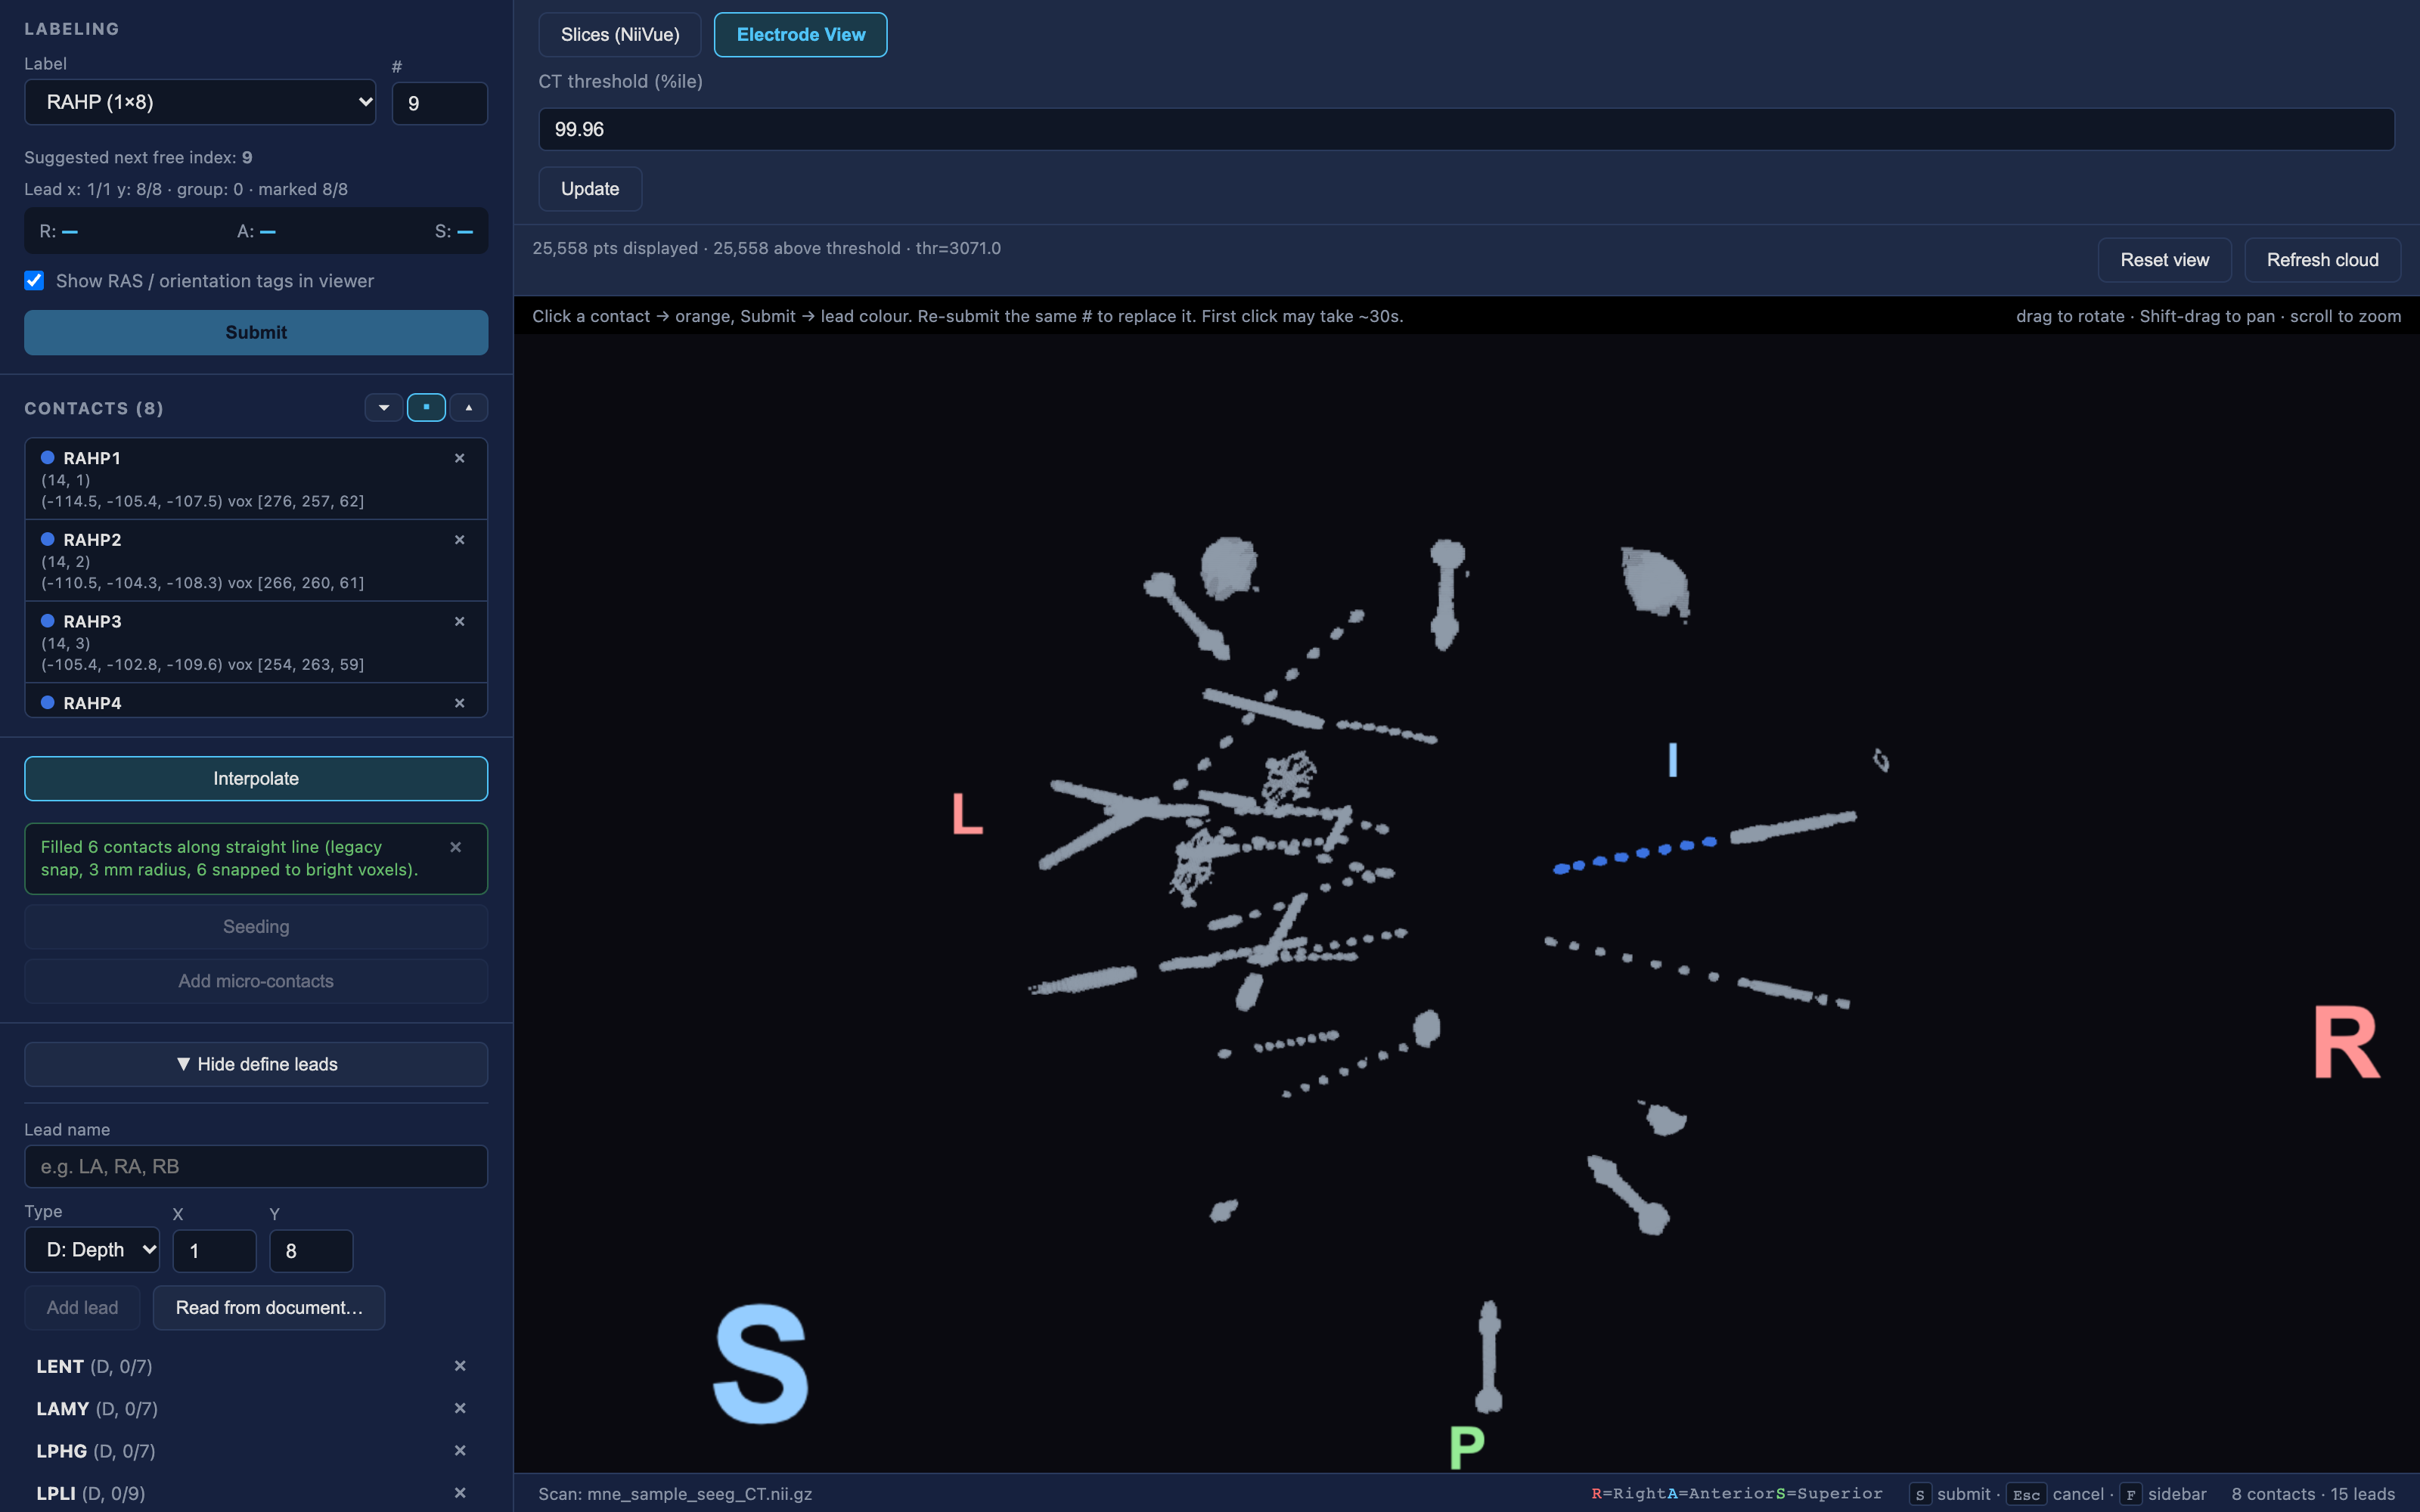 LABELING
Label
#
RAHP (1×8)
9
Suggested next free index: 9
Lead x: 1/1 y: 8/8 · group: 0 · marked 8/8
R: — A: — S: —
Show RAS / orientation tags in viewer
Submit
CONTACTS (8)
RAHP1
(14, 1)
(-114.5, -105.4, -107.5) vox [276, 257, 62]
RAHP2
(14, 2)
(-110.5, -104.3, -108.3) vox [266, 260, 61]
RAHP3
(14, 3)
(-105.4, -102.8, -109.6) vox [254, 263, 59]
RAHP4
Interpolate
Filled 6 contacts along straight line (legacy
snap, 3 mm radius, 6 snapped to bright voxels).
Seeding
Add micro-contacts
▼ Hide define leads
Lead name
e.g. LA, RA, RB
Type X Y
D: Depth 1 8
Add lead Read from document...
LENT (D, 0/7)
LAMY (D, 0/7)
LPHG (D, 0/7)
LPLI (D, 0/9)
Slices (NiiVue) Electrode View
CT threshold (%ile)
99.96
Update
25,558 pts displayed · 25,558 above threshold · thr=3071.0
Reset view Refresh cloud
Click a contact → orange, Submit → lead colour. Re-submit the same # to replace it. First click may take ~30s.
drag to rotate · Shift-drag to pan · scroll to zoom
I
L
R
S
P
Scan: mne_sample_seeg_CT.nii.gz
R=RightA=AnteriorS=Superior
S submit · Esc cancel · F sidebar
8 contacts · 15 leads